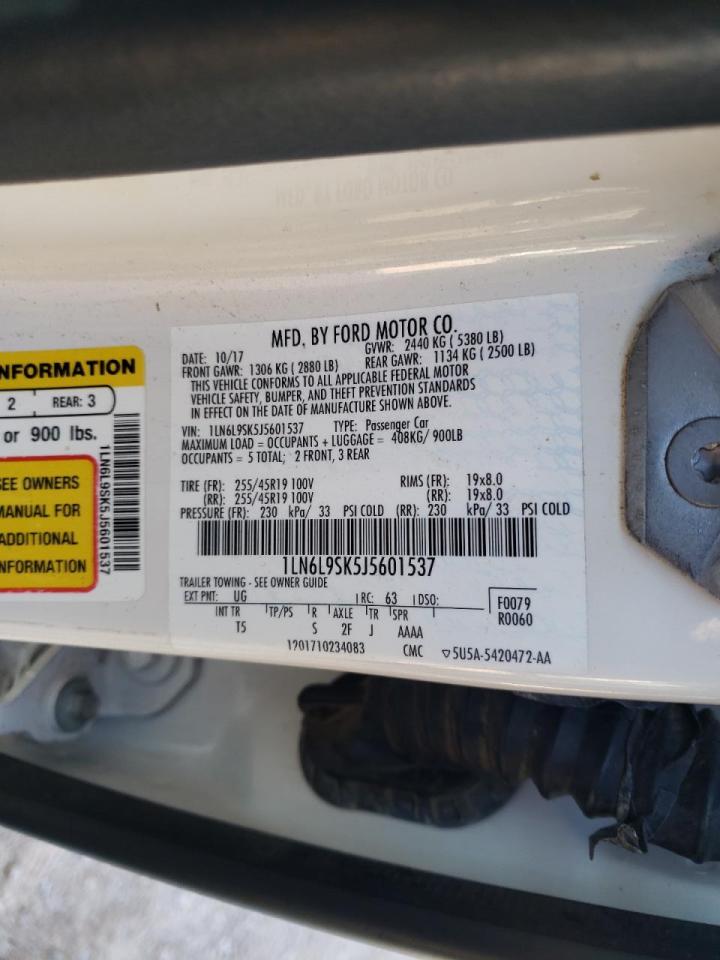 MFD. BY FORD MOTOR CO.
DATE: 10/17 GVWR: 2440 KG ( 5380 LB)
FRONT GAWR: 1306 KG ( 2880 LB) REAR GAWR: 1134 KG ( 2500 LB)
THIS VEHICLE CONFORMS TO ALL APPLICABLE FEDERAL MOTOR
VEHICLE SAFETY, BUMPER, AND THEFT PREVENTION STANDARDS
IN EFFECT ON THE DATE OF MANUFACTURE SHOWN ABOVE.
VIN: 1LN6L9SK5J5601537 TYPE: Passenger Car
MAXIMUM LOAD = OCCUPANTS + LUGGAGE = 408KG/ 900LB
OCCUPANTS = 5 TOTAL; 2 FRONT, 3 REAR
TIRE (FR): 255/45R19 100V RIMS (FR): 19x8.0
(RR): 255/45R19 100V (RR): 19x8.0
PRESSURE (FR): 230 kPa/ 33 PSI COLD (RR): 230 kPa/ 33 PSI COLD
1LN6L9SK5J5601537
TRAILER TOWING - SEE OWNER GUIDE
EXT PNT: UG RC: 63 DSO: F0079
INT TR TP/PS R AXLE TR SPR R0060
T5 S 2F J AAAA
1201710234083 CMC ▽5U5A-5420472-AA
INFORMATION
2 REAR: 3
or 900 lbs.
SEE OWNERS
MANUAL FOR
ADDITIONAL
INFORMATION
1LN6L9SK5J5601537